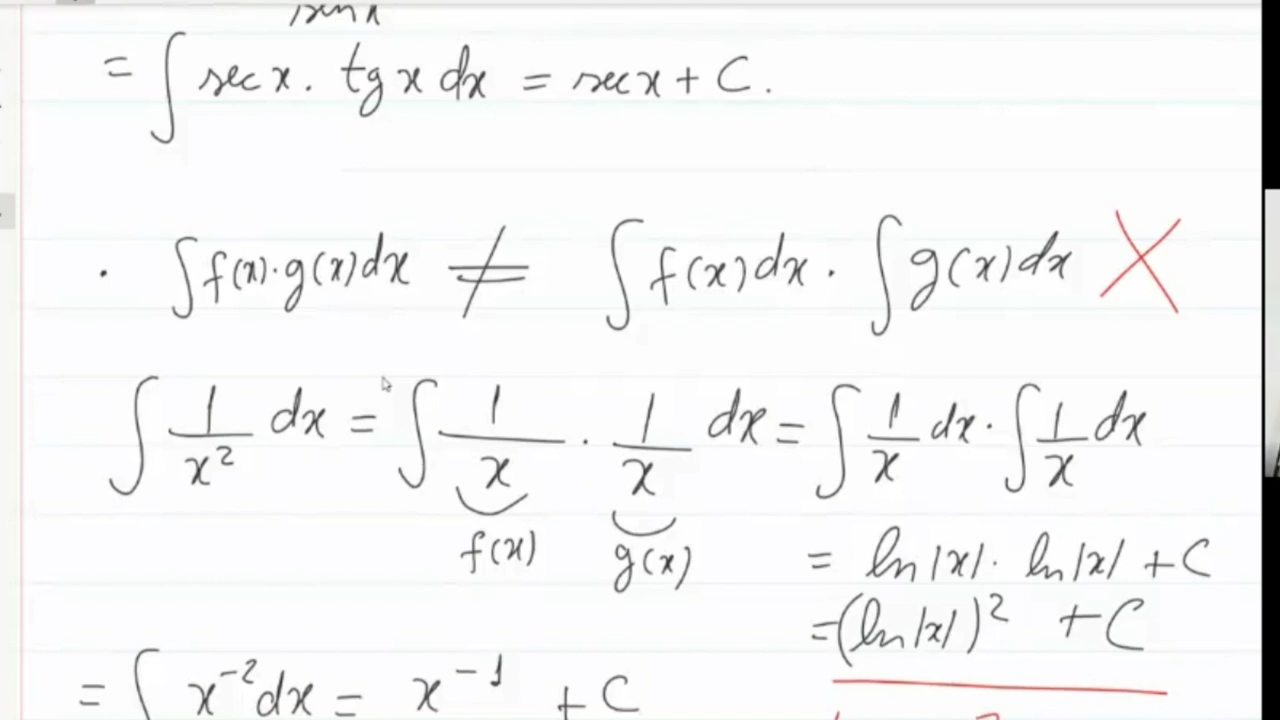 sen x
= ∫ sec x . tg x dx = sec x + C .
· ∫ f(x)·g(x) dx ≠ ∫ f(x) dx · ∫ g(x) dx
∫ 1/x² dx = ∫ 1/x · 1/x dx = ∫ 1/x dx · ∫ 1/x dx
f(x) g(x) = ln|x| · ln|x| + C
= (ln|x|)² + C
= ∫ x⁻² dx = x⁻¹ + C